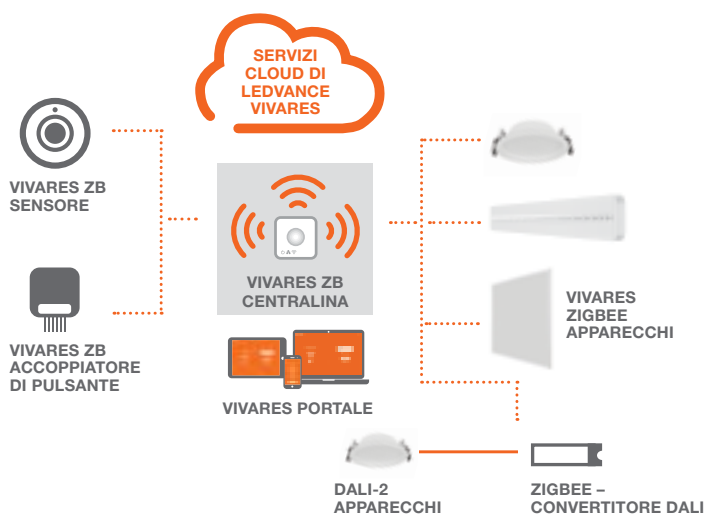 SERVIZI
CLOUD DI
LEDVANCE
VIVARES
VIVARES ZB
SENSORE
VIVARES ZB
CENTRALINA
VIVARES ZB
ACCOPPIATORE
DI PULSANTE
VIVARES
ZIGBEE
APPARECCHI
VIVARES PORTALE
DALI-2
APPARECCHI
ZIGBEE –
CONVERTITORE DALI